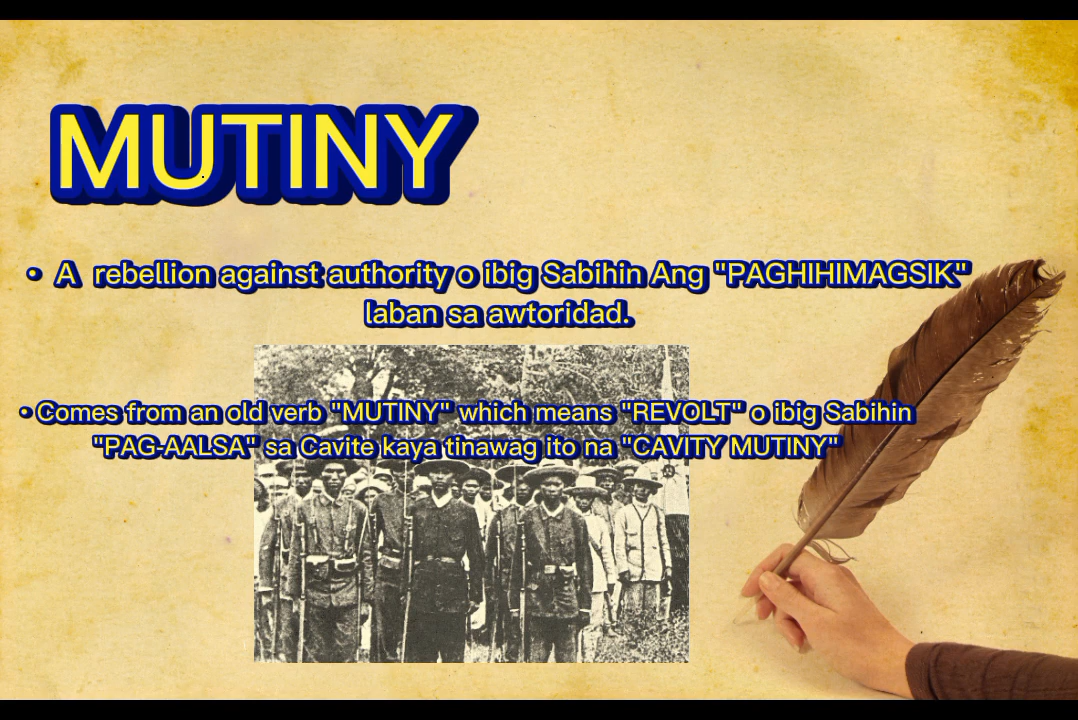 MUTINY
• A rebellion against authority o ibig Sabihin Ang "PAGHIHIMAGSIK"
laban sa awtoridad.
• Comes from an old verb "MUTINY" which means "REVOLT" o ibig Sabihin
"PAG-AALSA" sa Cavite kaya tinawag ito na "CAVITY MUTINY"